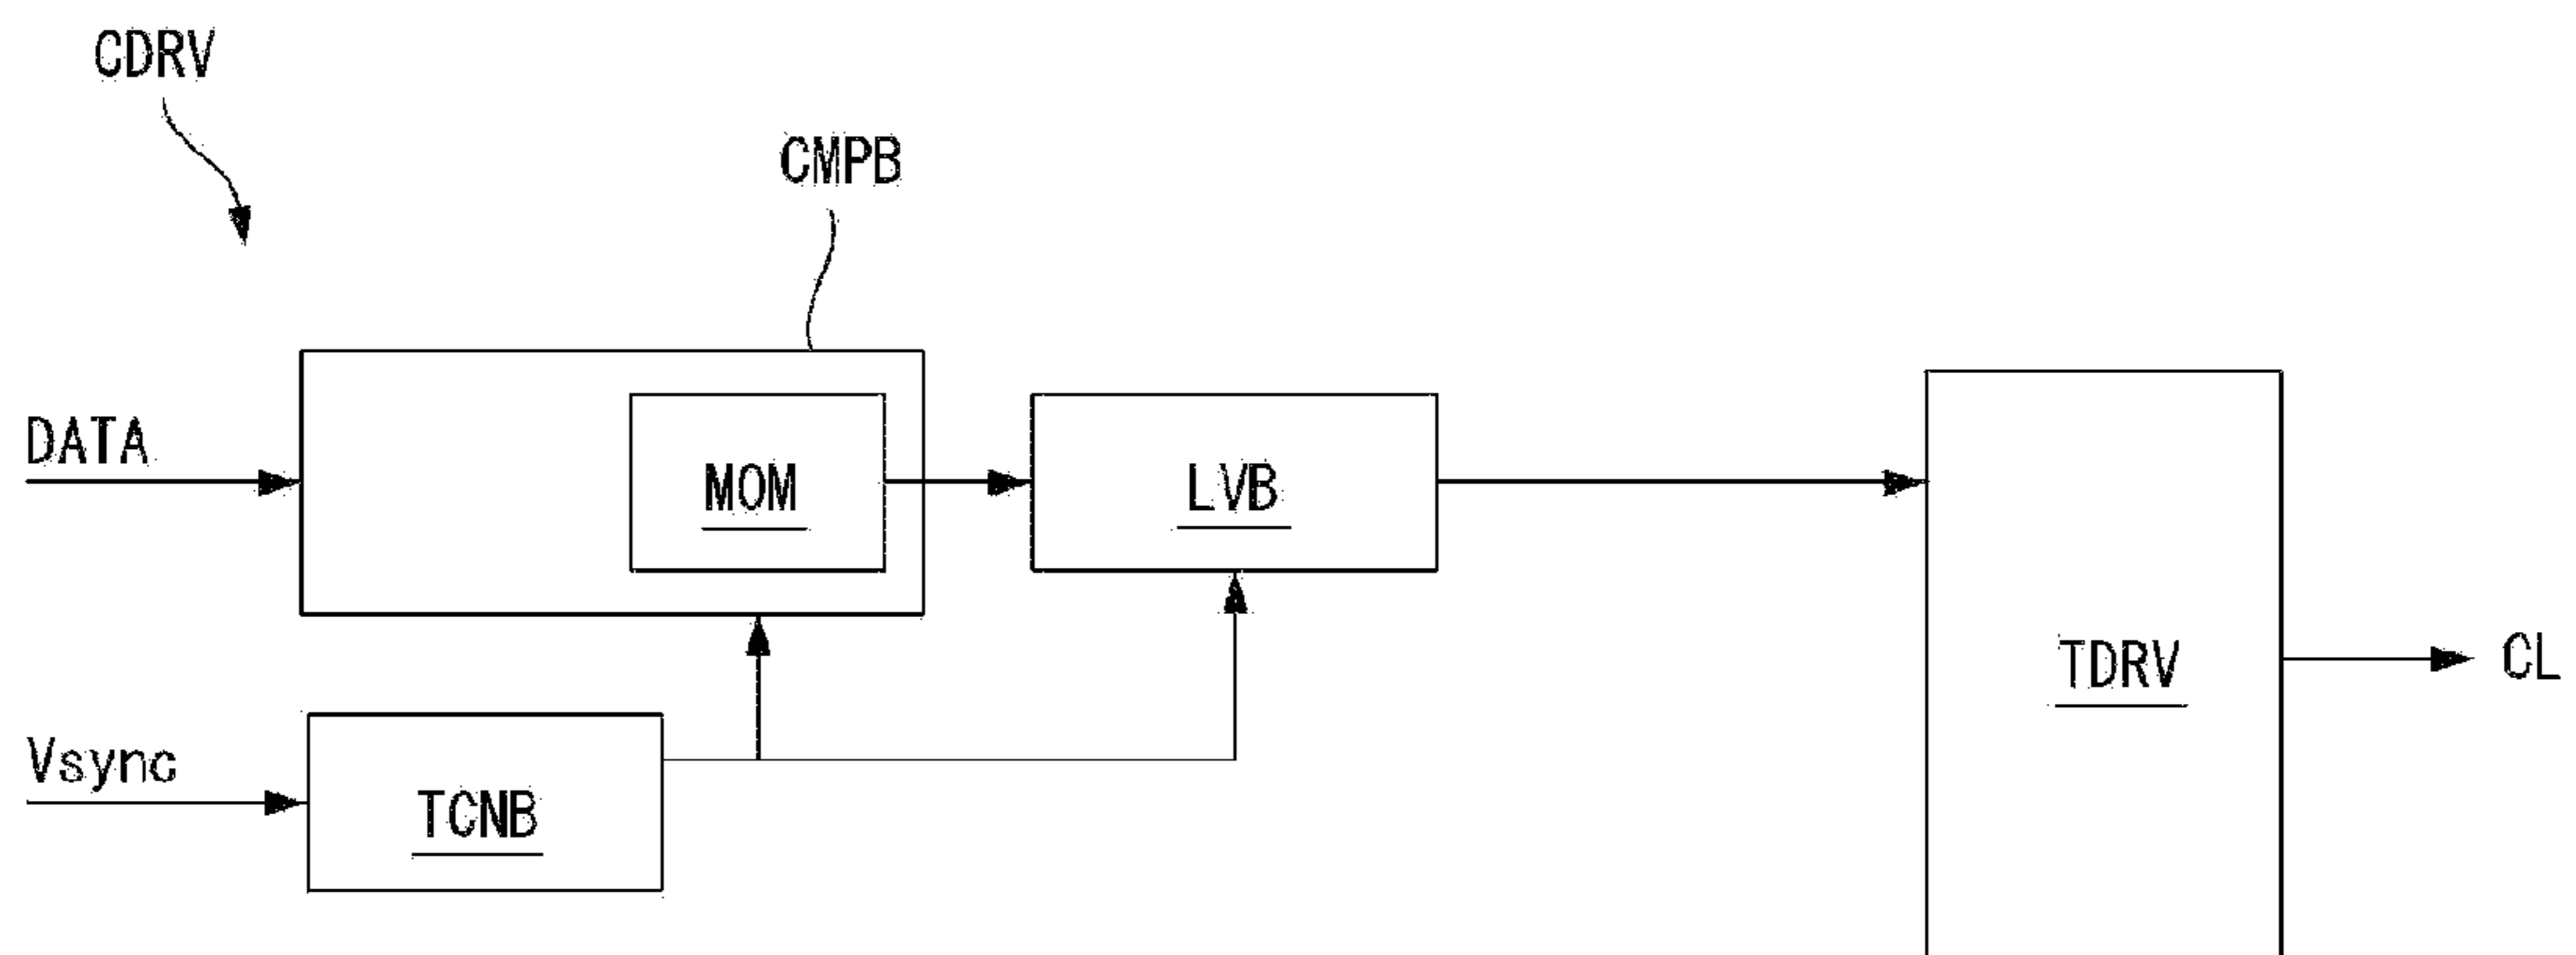 CDRV
CMPB
DATA
MOM
LVB
TDRV
CL
Vsync
TCNB